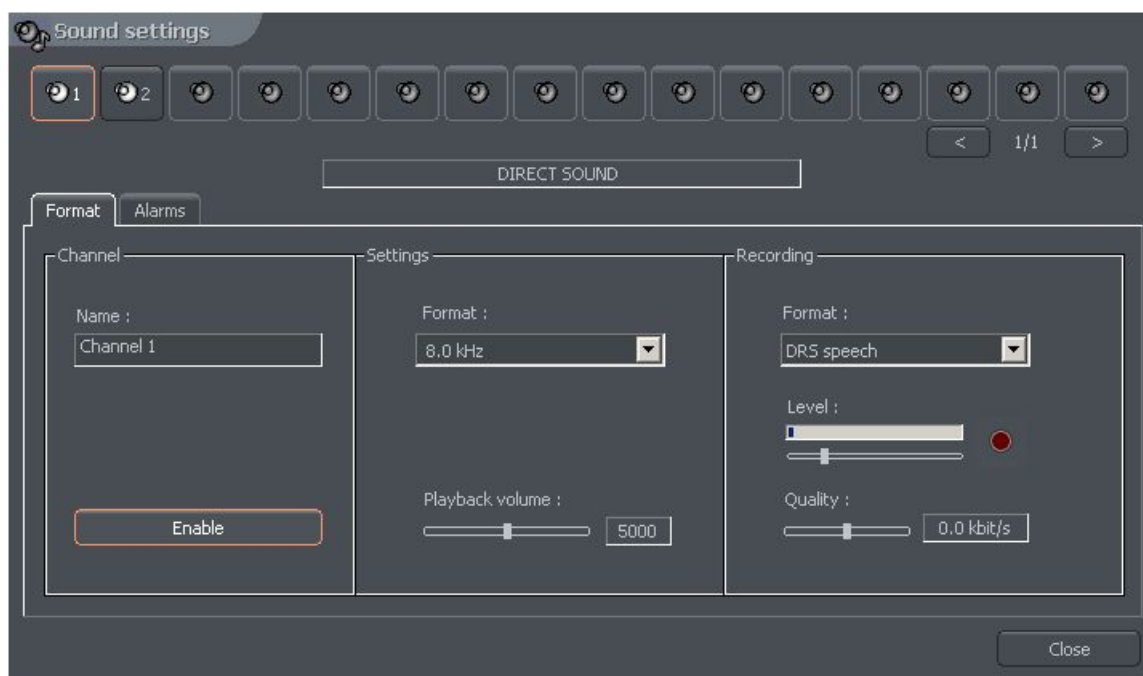 Sound settings
1 2
< 1/1 >
DIRECT SOUND
Format Alarms
Channel
Name :
Channel 1
Enable
Settings
Format :
8.0 kHz
Playback volume :
5000
Recording
Format :
DRS speech
Level :
Quality :
0.0 kbit/s
Close